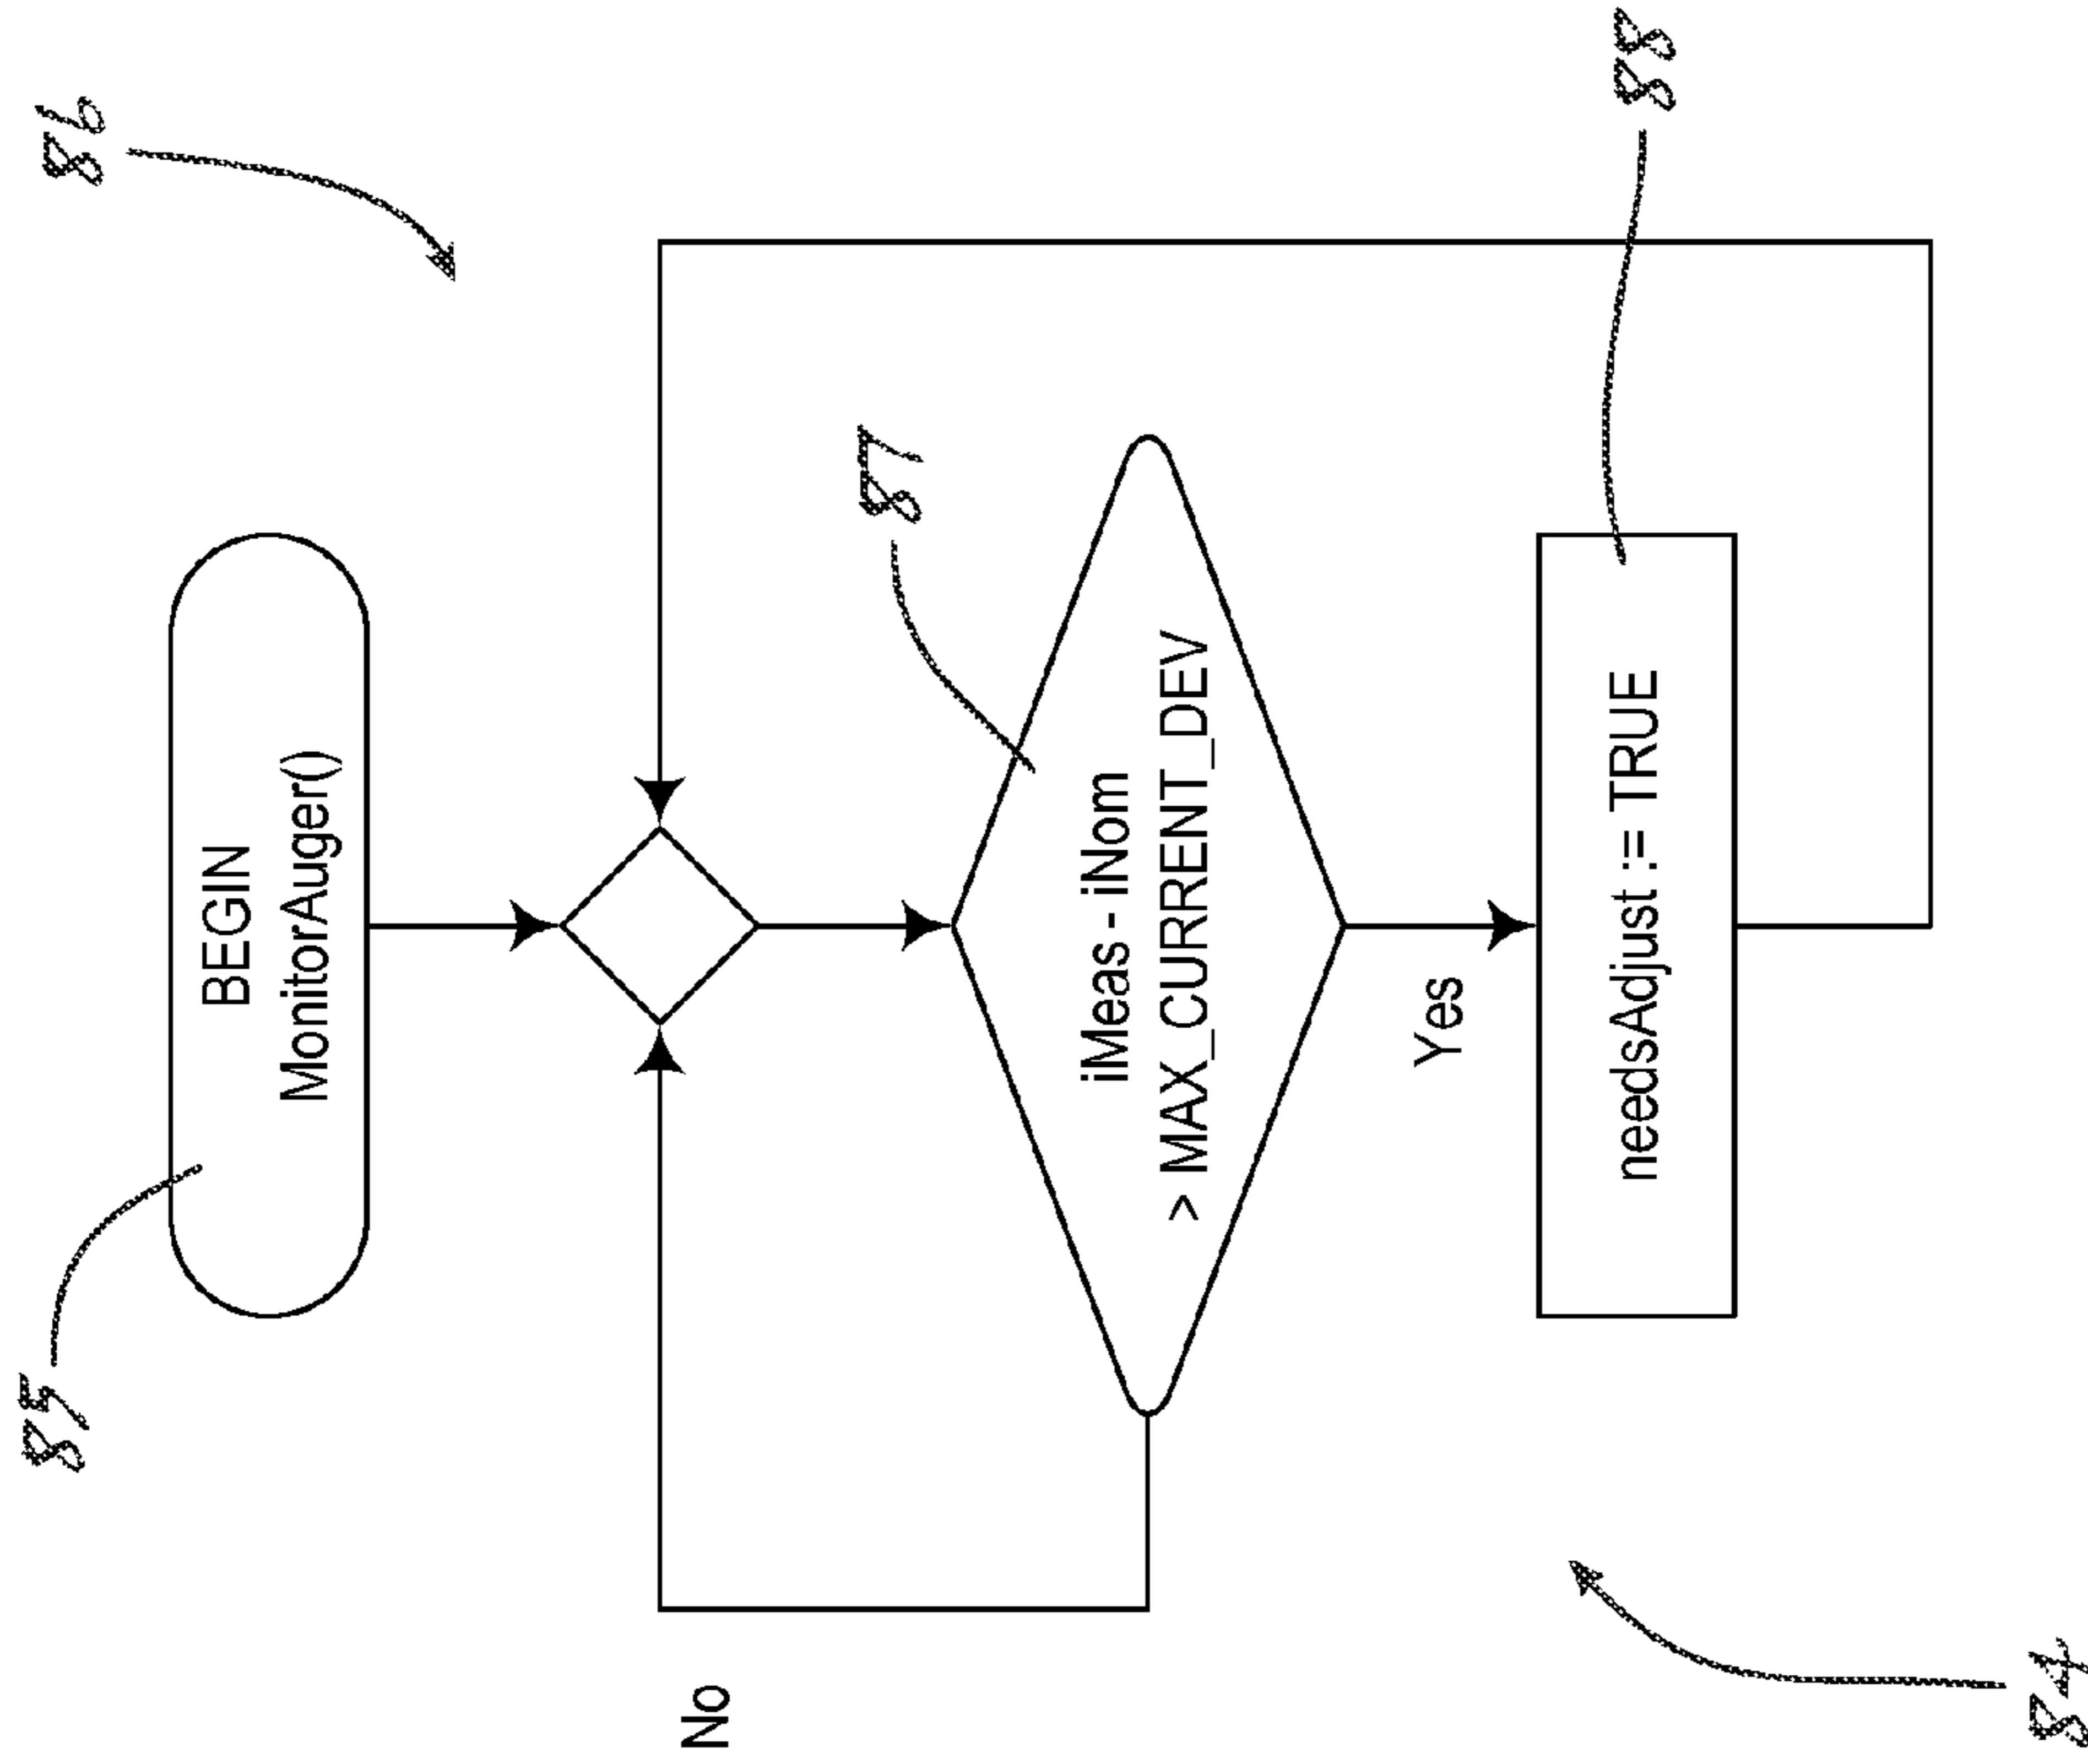 86
85
BEGIN
MonitorAuger()
87
iMeas - iNom
> MAX_CURRENT_DEV
No
Yes
88
needsAdjust := TRUE
84